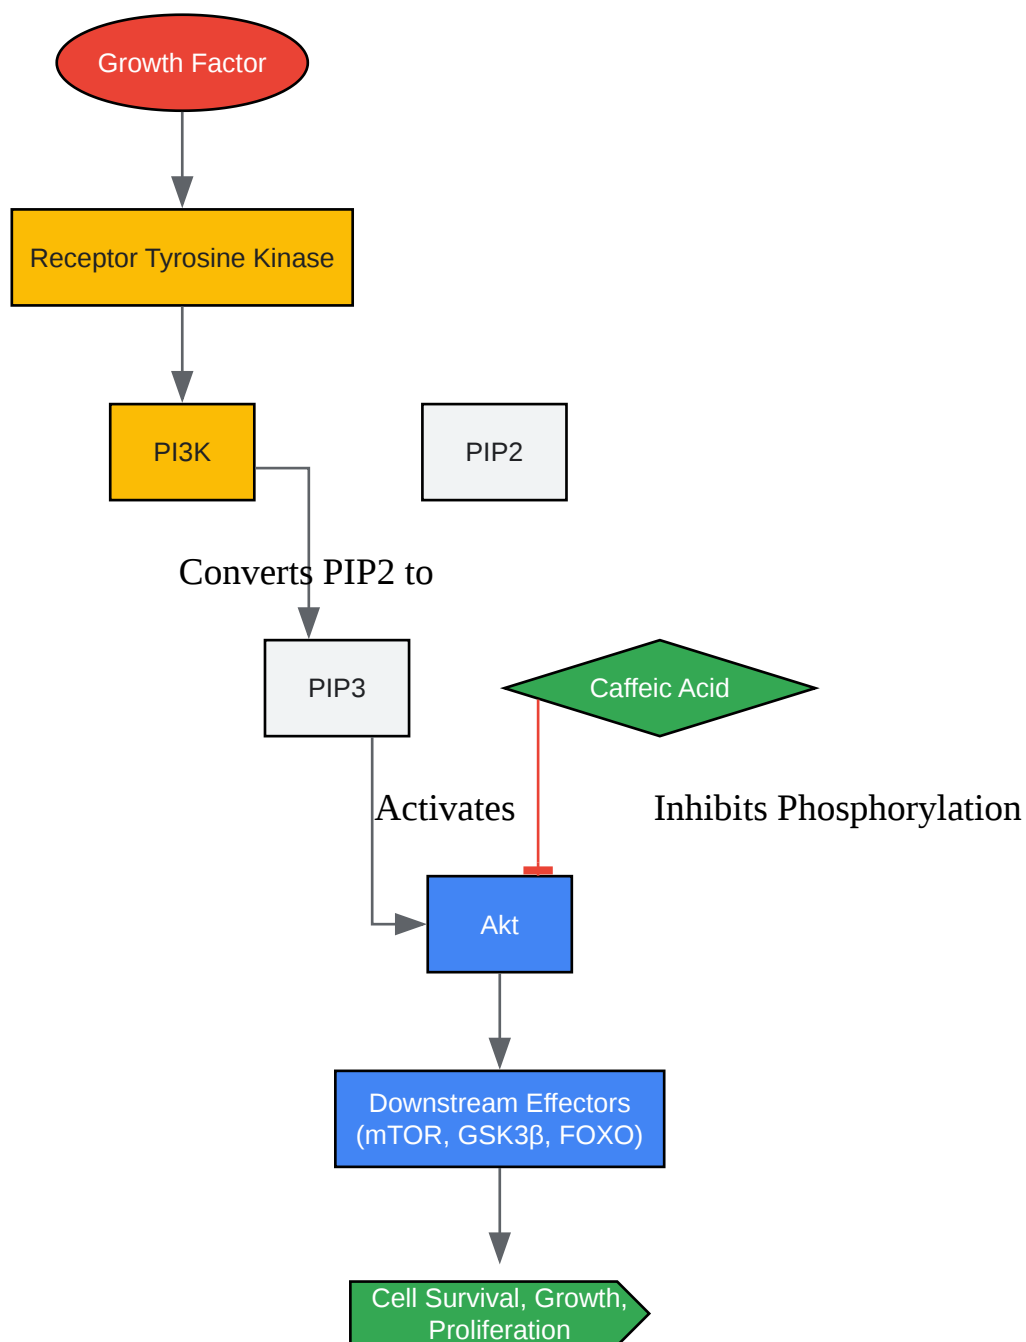 Growth Factor
Receptor Tyrosine Kinase
PI3K
PIP2
Converts PIP2 to
PIP3
Caffeic Acid
Activates
Inhibits Phosphorylation
Akt
Downstream Effectors
(mTOR, GSK3β, FOXO)
Cell Survival, Growth,
Proliferation